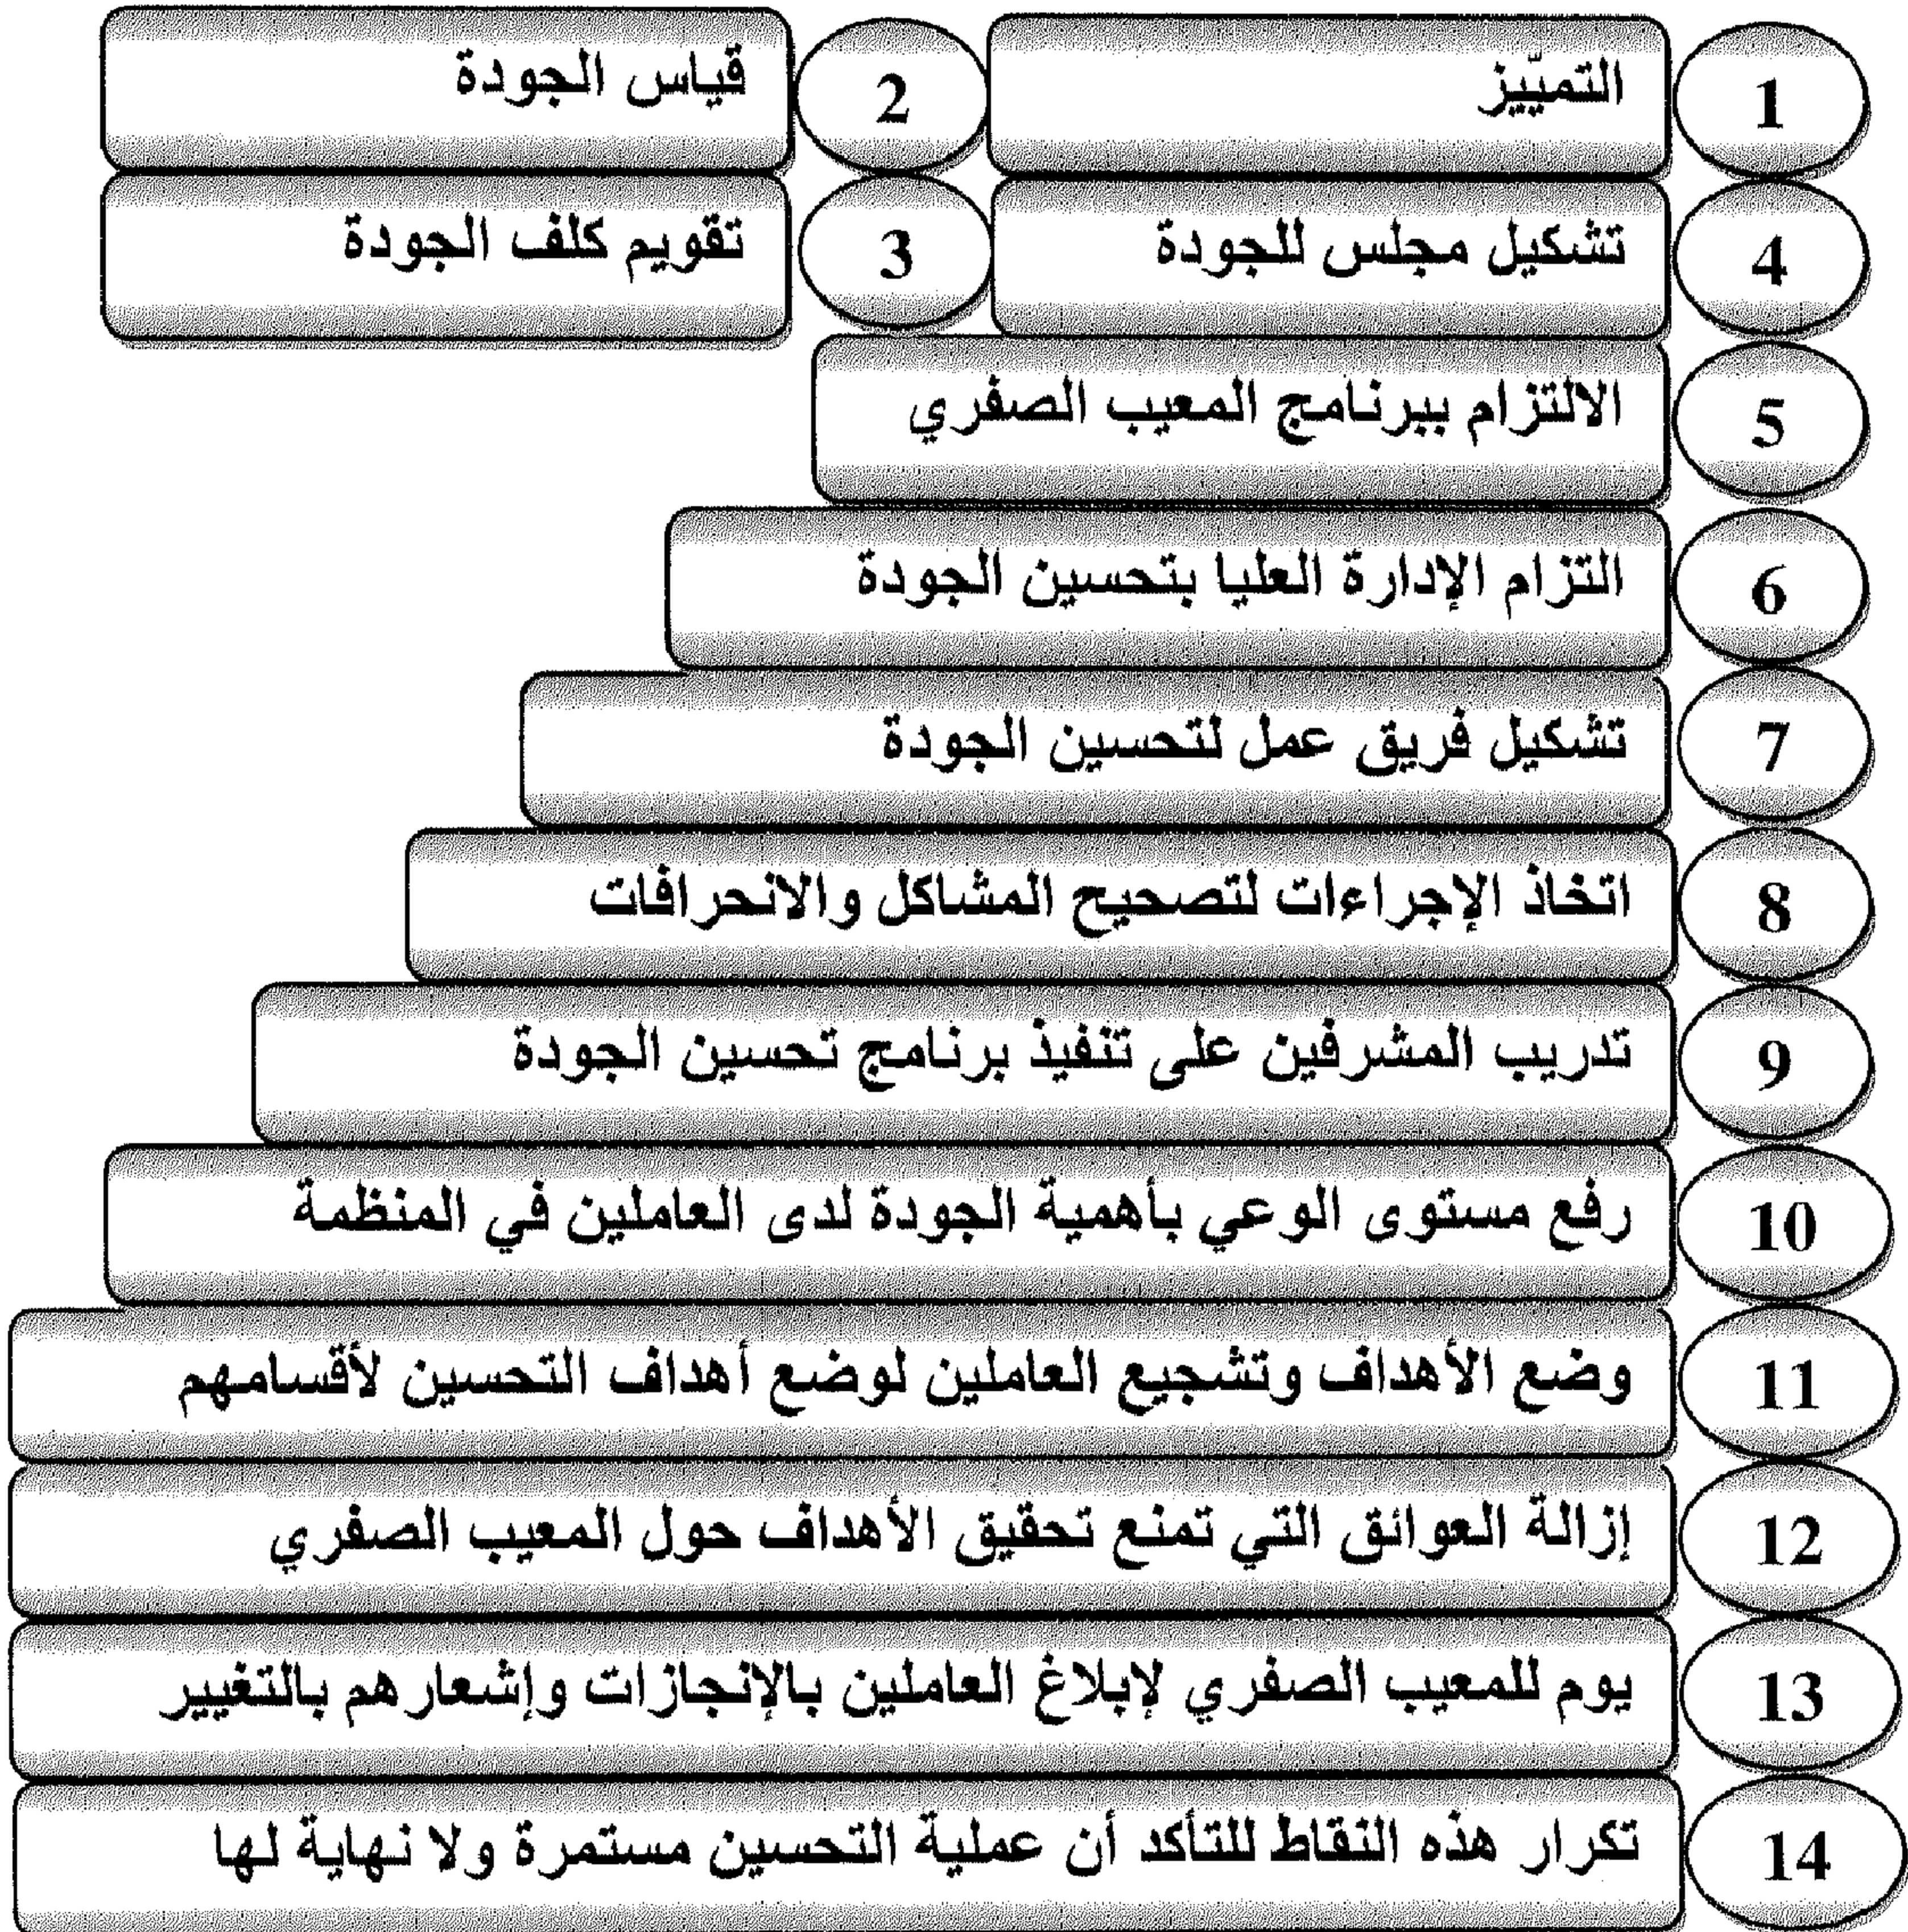 1 التمييّز
2 قياس الجودة
4 تشكيل مجلس للجودة
3 تقويم كلف الجودة
5 الالتزام ببرنامج المعيب الصفري
6 التزام الإدارة العليا بتحسين الجودة
7 تشكيل فريق عمل لتحسين الجودة
8 اتخاذ الإجراءات لتصحيح المشاكل والانحرافات
9 تدريب المشرفين على تنفيذ برنامج تحسين الجودة
10 رفع مستوى الوعي بأهمية الجودة لدى العاملين في المنظمة
11 وضع الأهداف وتشجيع العاملين لوضع أهداف التحسين لأقسامهم
12 إزالة العوائق التي تمنع تحقيق الأهداف حول المعيب الصفري
13 يوم للمعيب الصفري لإبلاغ العاملين بالإنجازات وإشعارهم بالتغيير
14 تكرار هذه النقاط للتأكد أن عملية التحسين مستمرة ولا نهاية لها